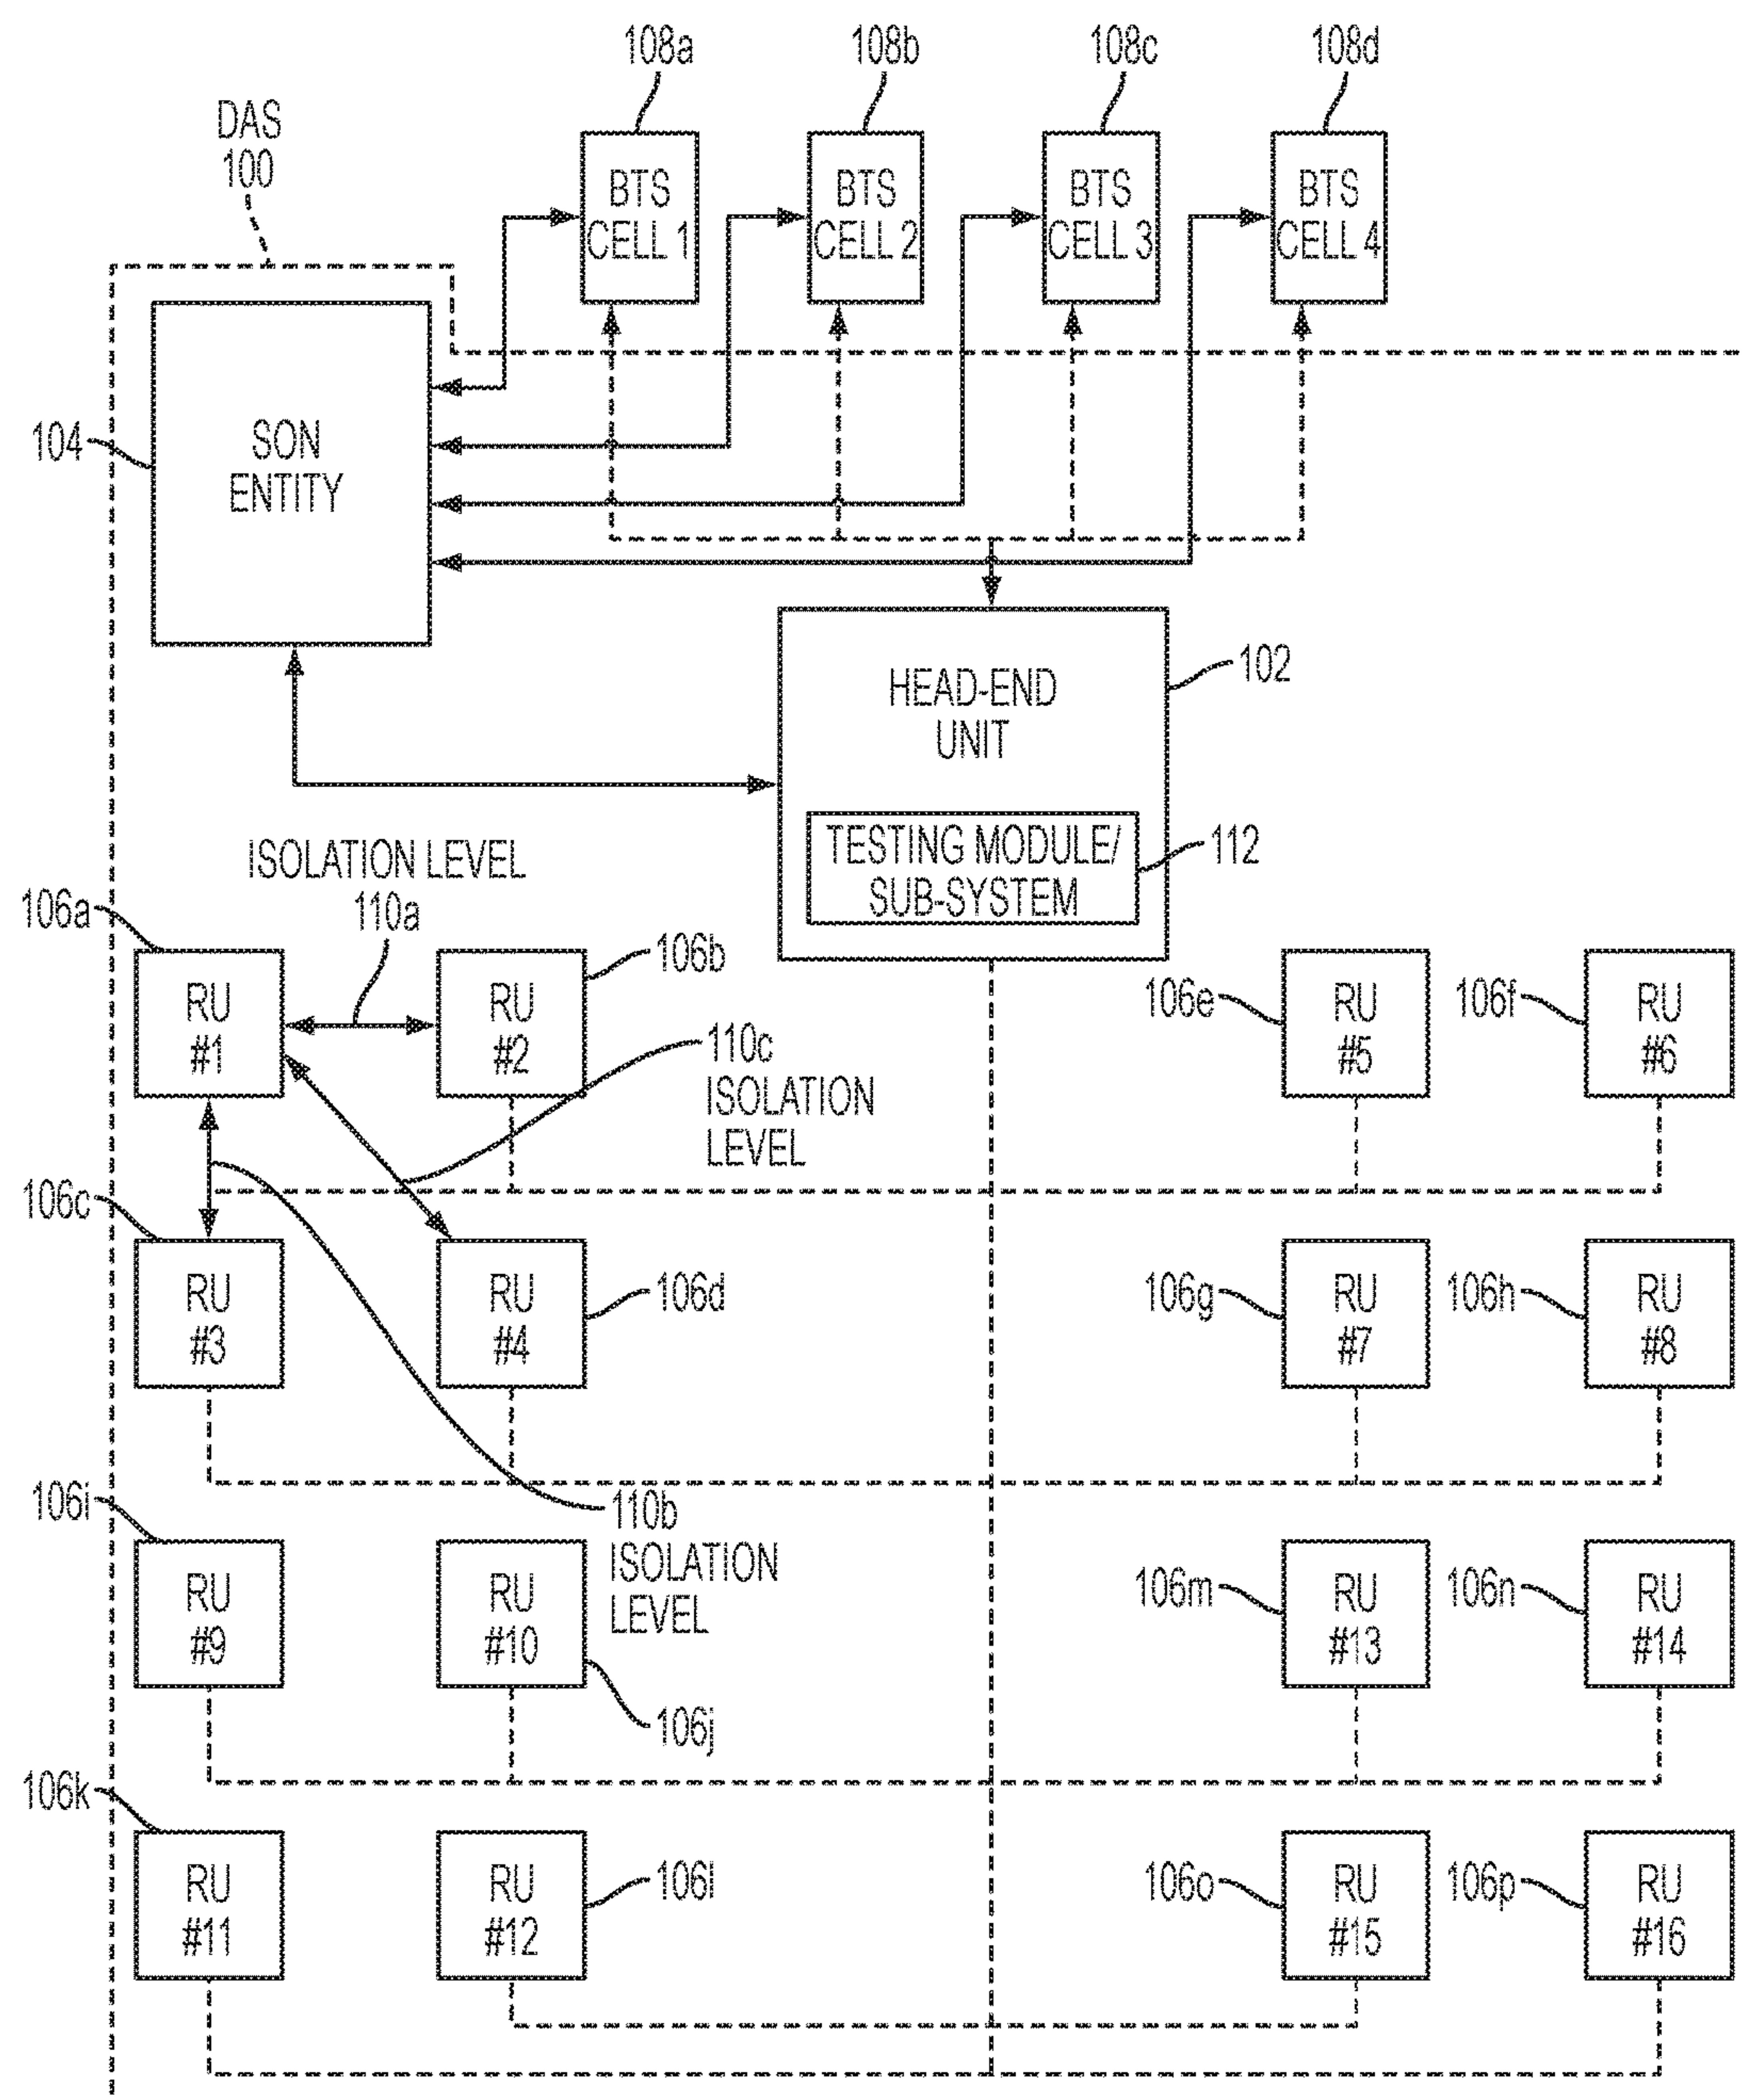 108a
108b
108c
108d
DAS
100
BTS
CELL 1
BTS
CELL 2
BTS
CELL 3
BTS
CELL 4
104
SON
ENTITY
102
HEAD-END
UNIT
TESTING MODULE/
SUB-SYSTEM
112
ISOLATION LEVEL
110a
106a
RU
#1
106b
RU
#2
110c
ISOLATION
LEVEL
106e
RU
#5
106f
RU
#6
106c
RU
#3
RU
#4
106d
106g
RU
#7
106h
RU
#8
110b
ISOLATION
LEVEL
106i
RU
#9
RU
#10
106j
106m
RU
#13
106n
RU
#14
106k
RU
#11
RU
#12
106l
106o
RU
#15
106p
RU
#16